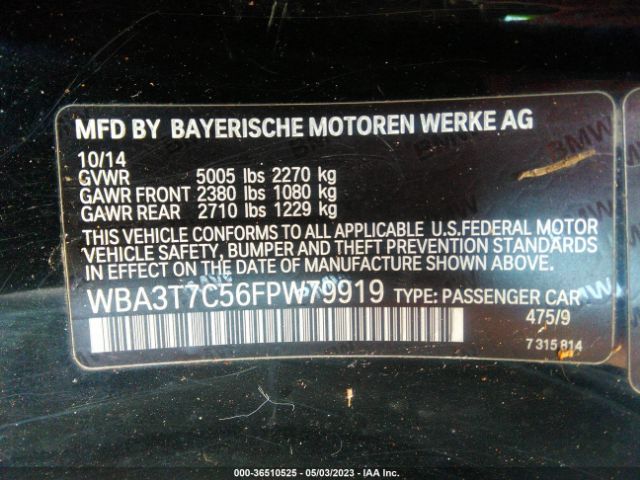 MFD BY BAYERISCHE MOTOREN WERKE AG
10/14
GVWR 5005 lbs 2270 kg
GAWR FRONT 2380 lbs 1080 kg
GAWR REAR 2710 lbs 1229 kg
THIS VEHICLE CONFORMS TO ALL APPLICABLE U.S.FEDERAL MOTOR
VEHICLE SAFETY, BUMPER AND THEFT PREVENTION STANDARDS
IN EFFECT ON THE DATE OF MANUFACTURE SHOWN ABOVE.
WBA3T7C56FPW79919 TYPE: PASSENGER CAR
475/9
7 315 814
000-36510525 - 05/03/2023 - IAA Inc.